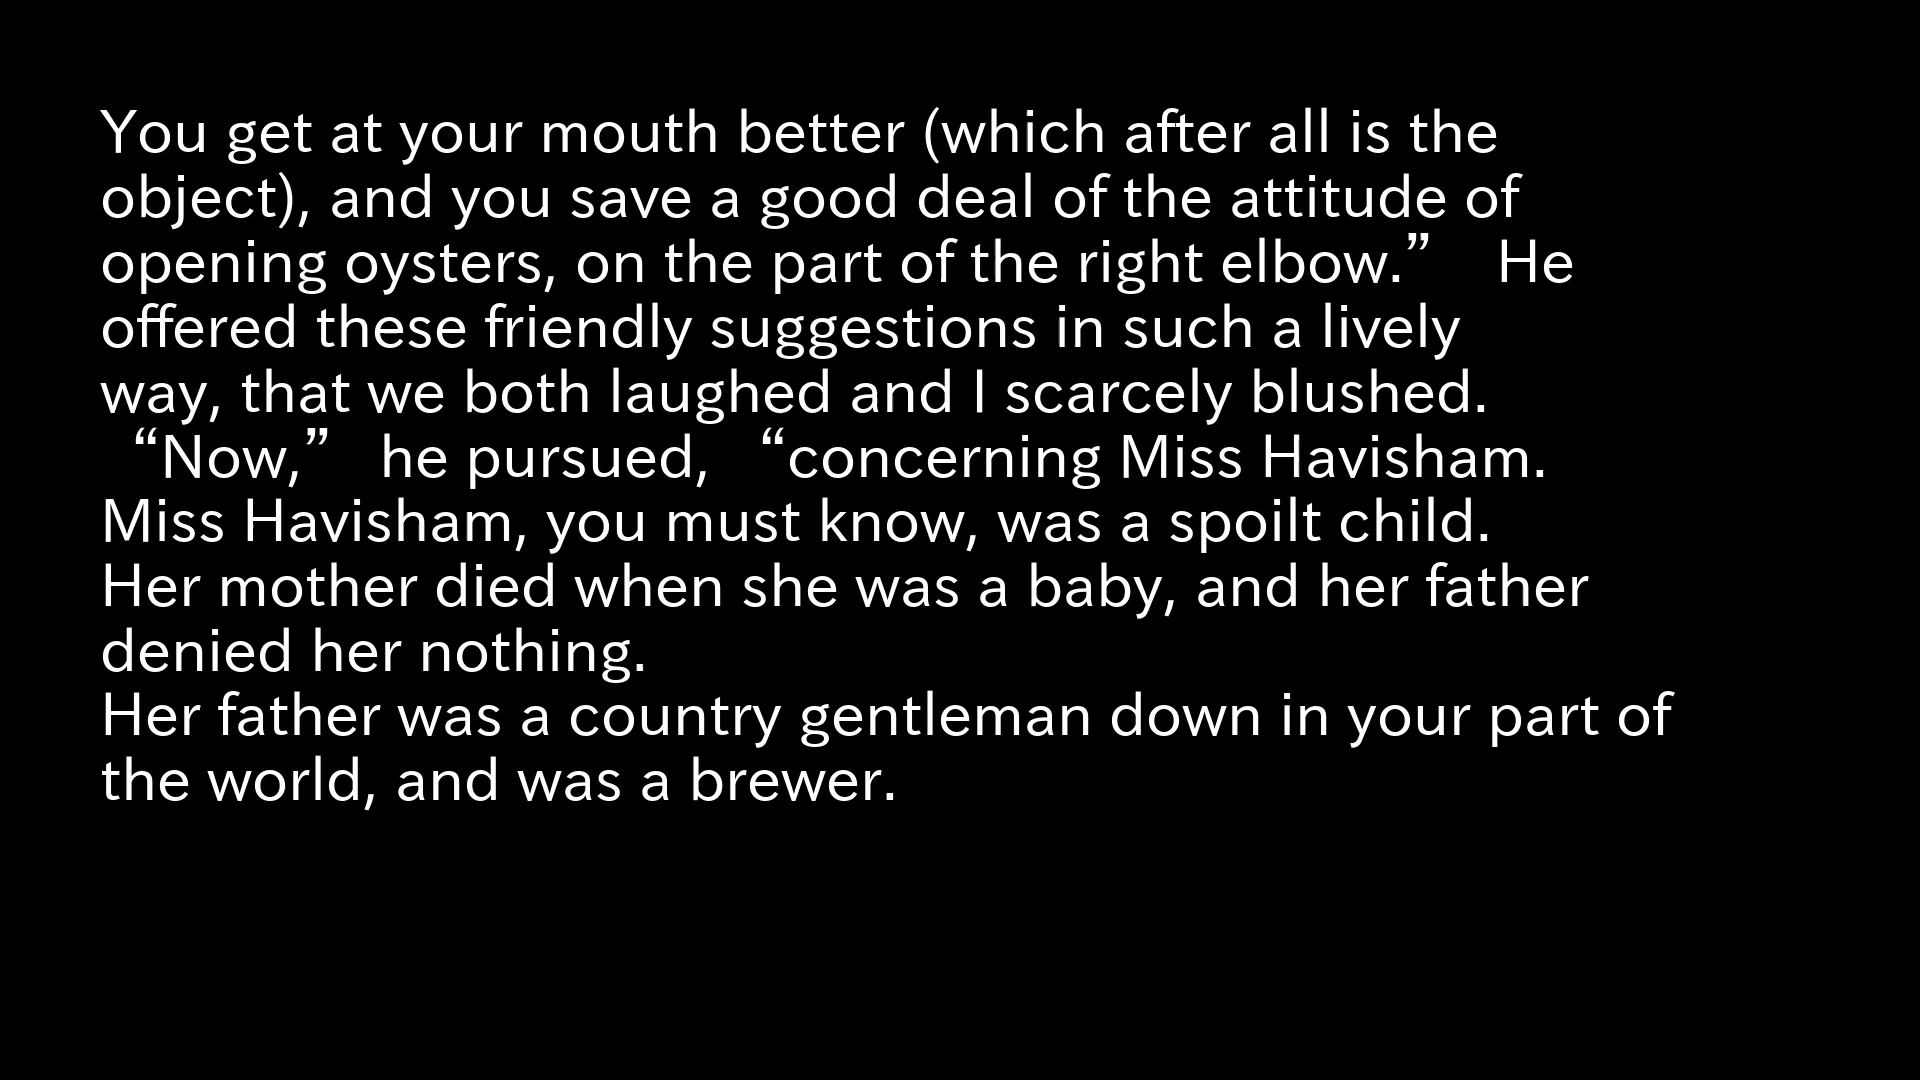 You get at your mouth better (which after all is the
object), and you save a good deal of the attitude of
opening oysters, on the part of the right elbow.” He
offered these friendly suggestions in such a lively
way, that we both laughed and I scarcely blushed.
“Now,” he pursued, “concerning Miss Havisham.
Miss Havisham, you must know, was a spoilt child.
Her mother died when she was a baby, and her father
denied her nothing.
Her father was a country gentleman down in your part of
the world, and was a brewer.